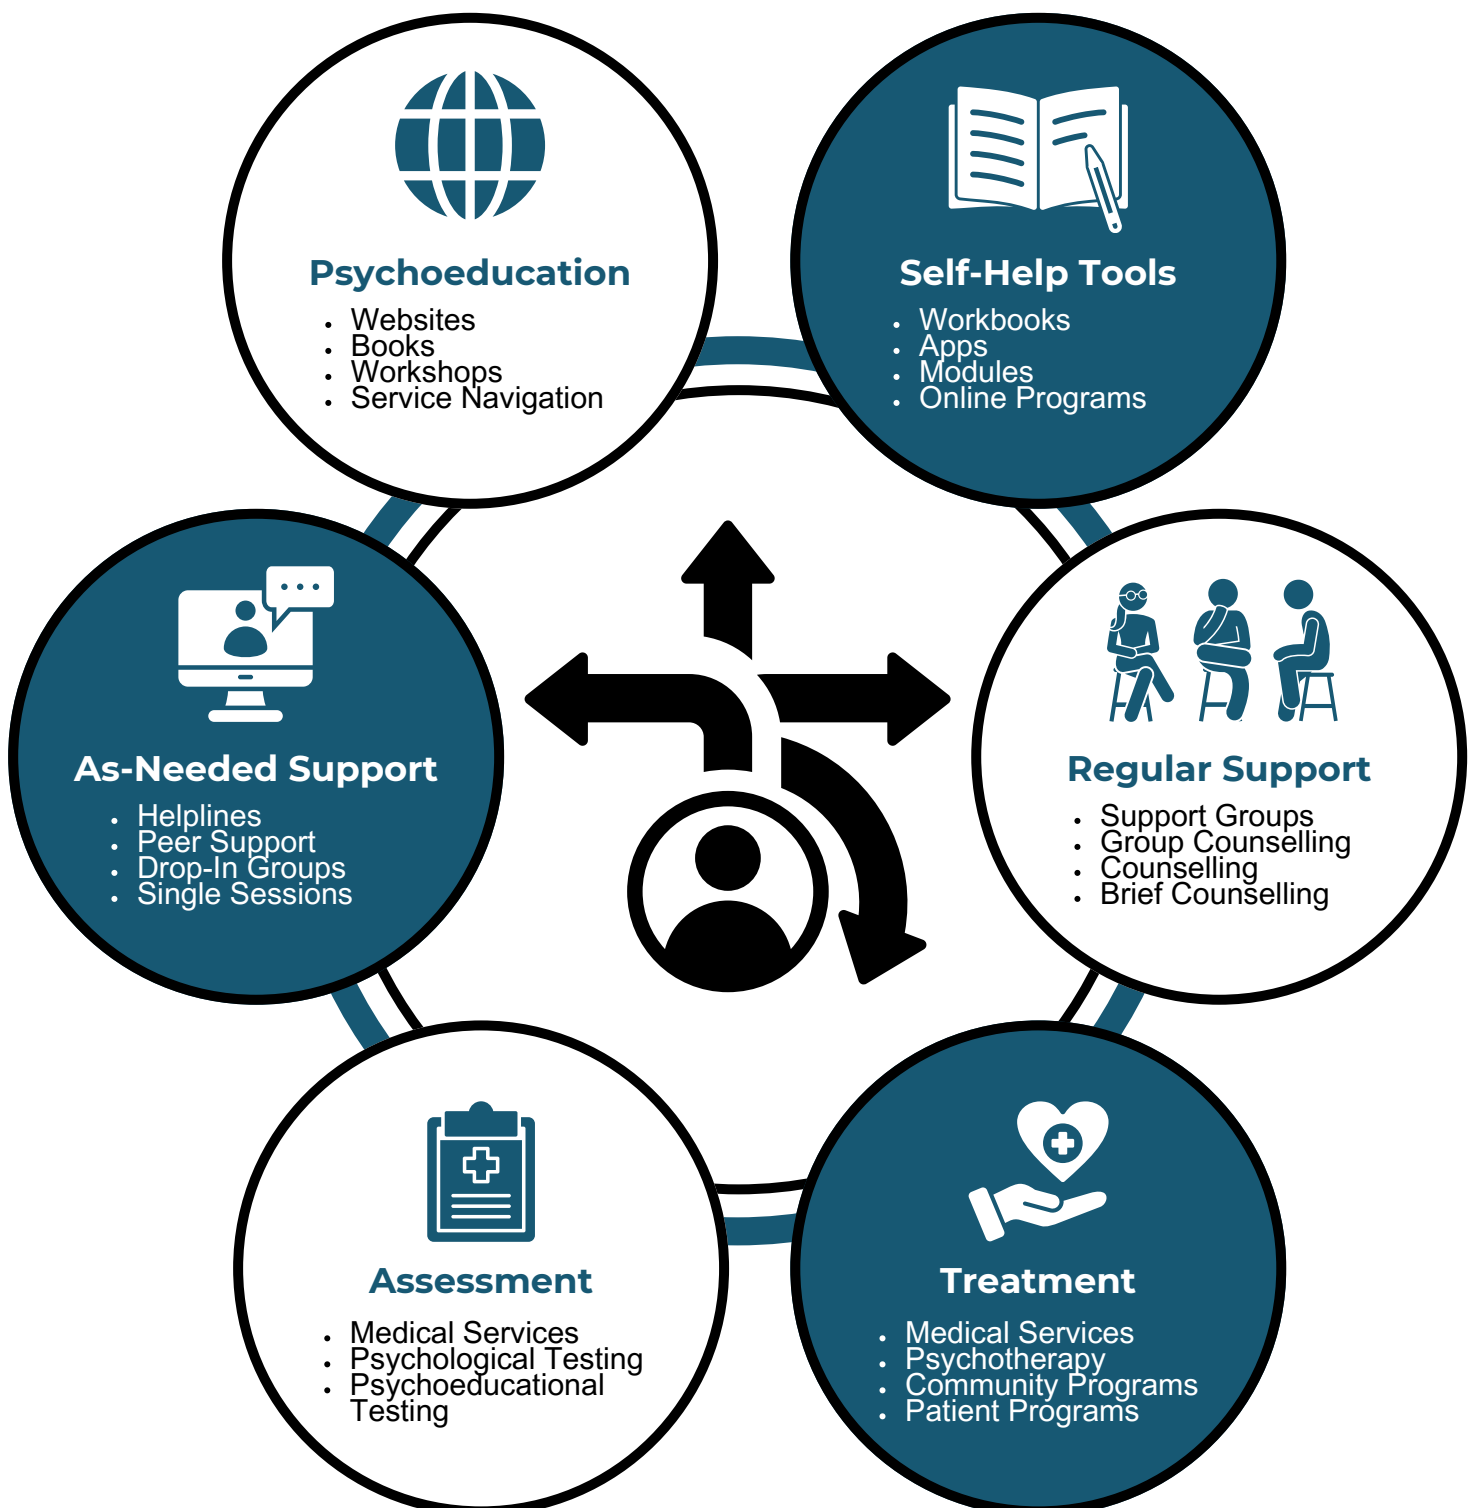 Psychoeducation
• Websites
• Books
• Workshops
• Service Navigation
Self-Help Tools
• Workbooks
• Apps
• Modules
• Online Programs
As-Needed Support
• Helplines
• Peer Support
• Drop-In Groups
• Single Sessions
Regular Support
• Support Groups
• Group Counselling
• Counselling
• Brief Counselling
Assessment
• Medical Services
• Psychological Testing
• Psychoeducational
Testing
Treatment
• Medical Services
• Psychotherapy
• Community Programs
• Patient Programs